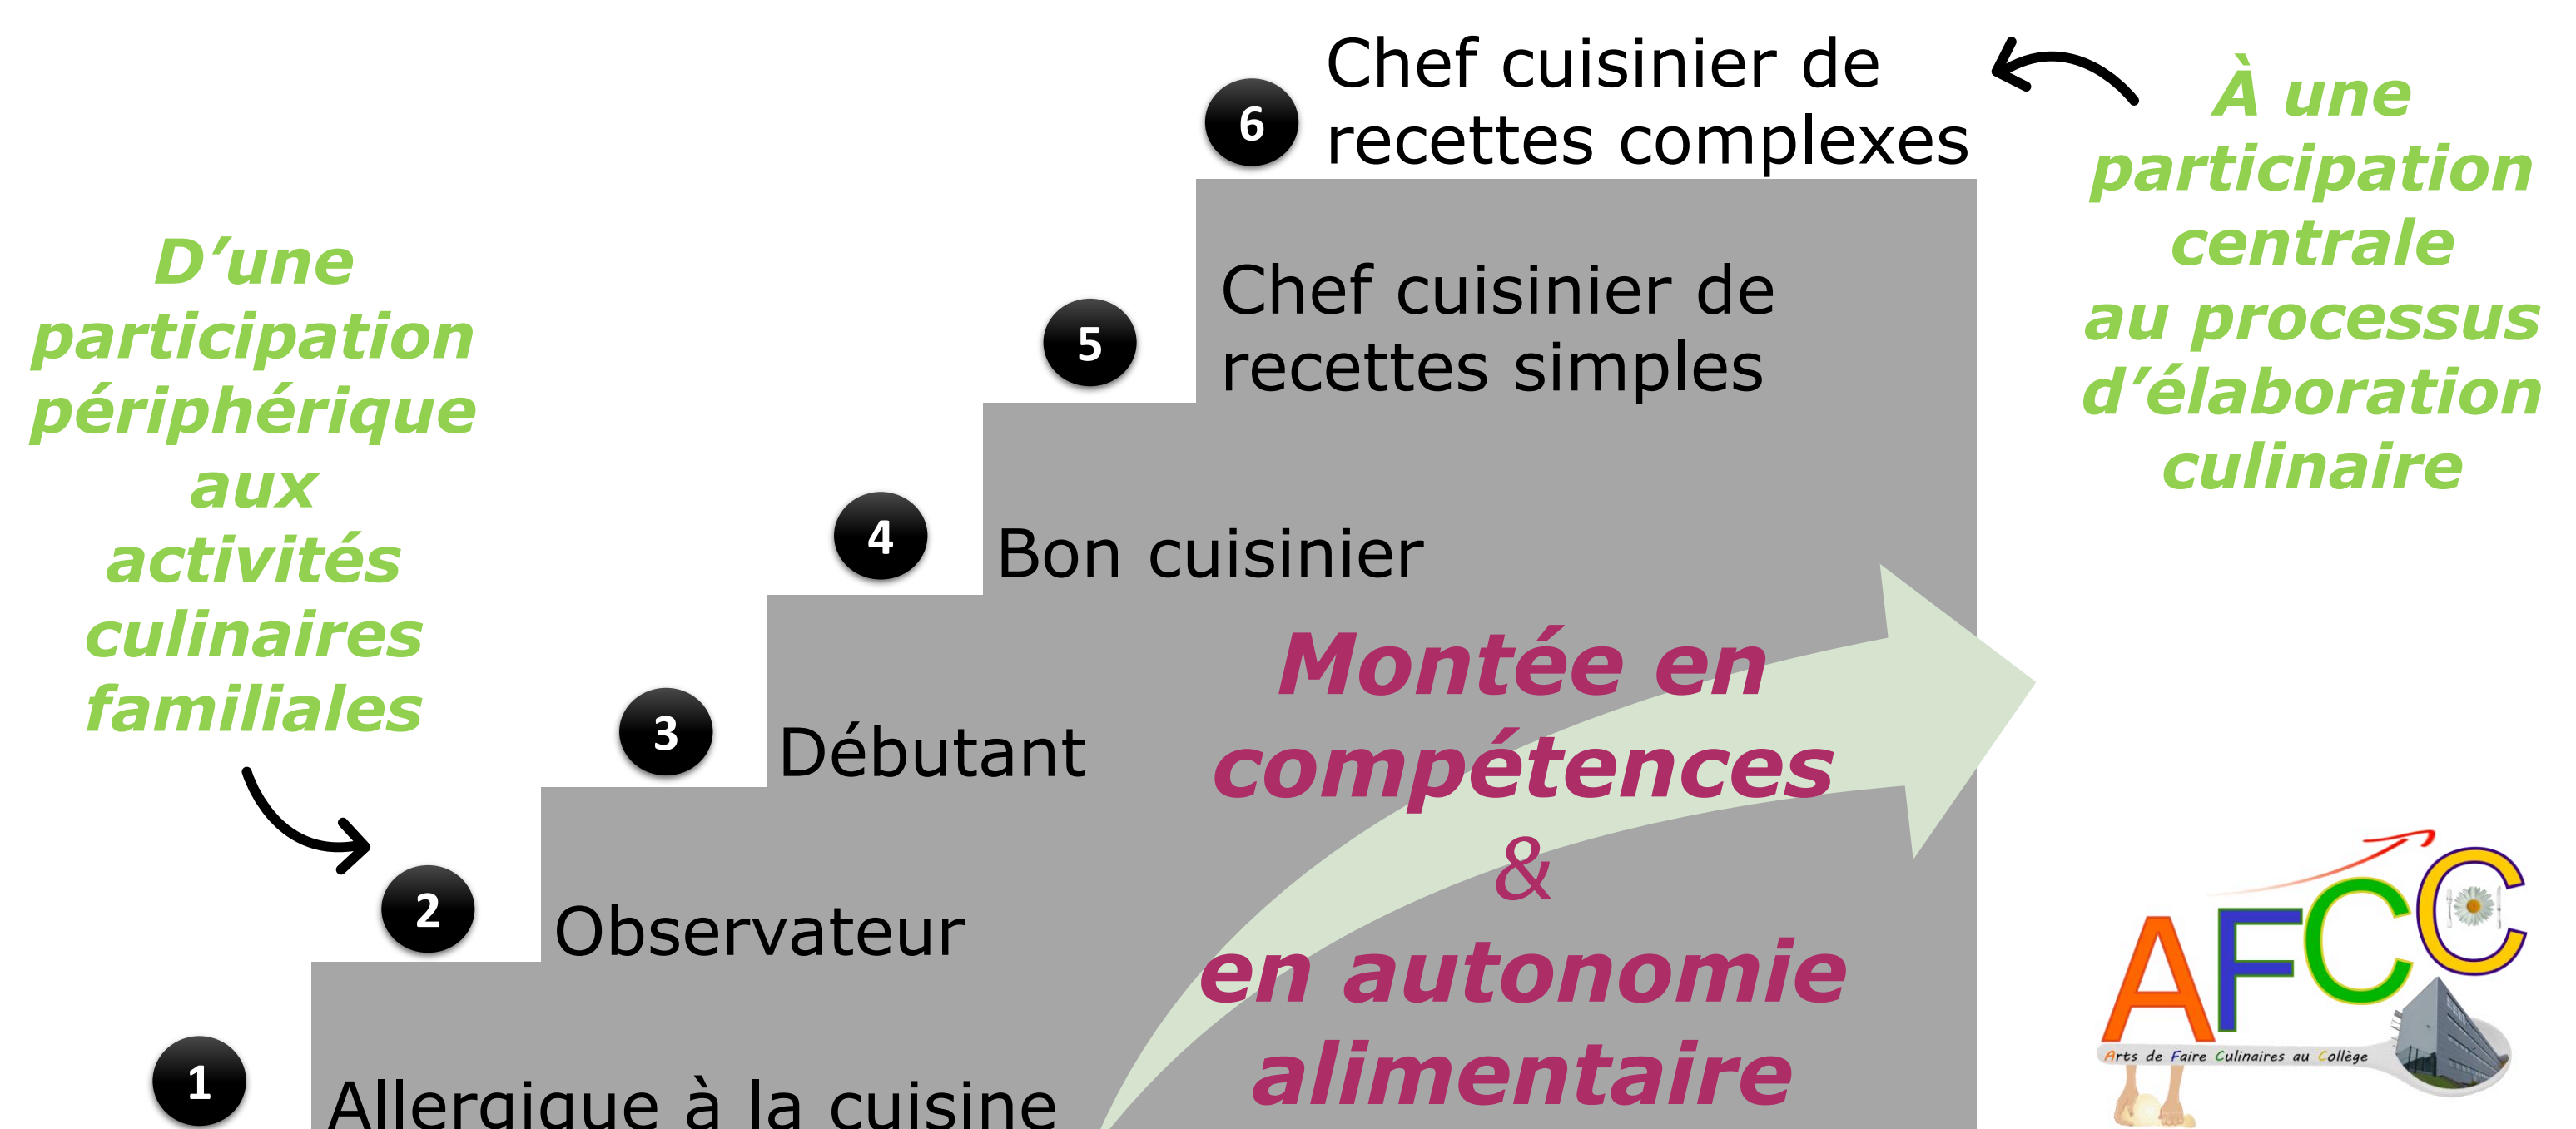 6
Chef cuisinier de
recettes complexes
À une
participation
centrale
au processus
d’élaboration
culinaire
D’une
participation
périphérique
aux
activités
culinaires
familiales
5
Chef cuisinier de
recettes simples
4
Bon cuisinier
3
Débutant
2
Observateur
1
Allergique à la cuisine
Montée en
compétences
&
en autonomie
alimentaire
AFCC
Arts de Faire Culinaires au Collège